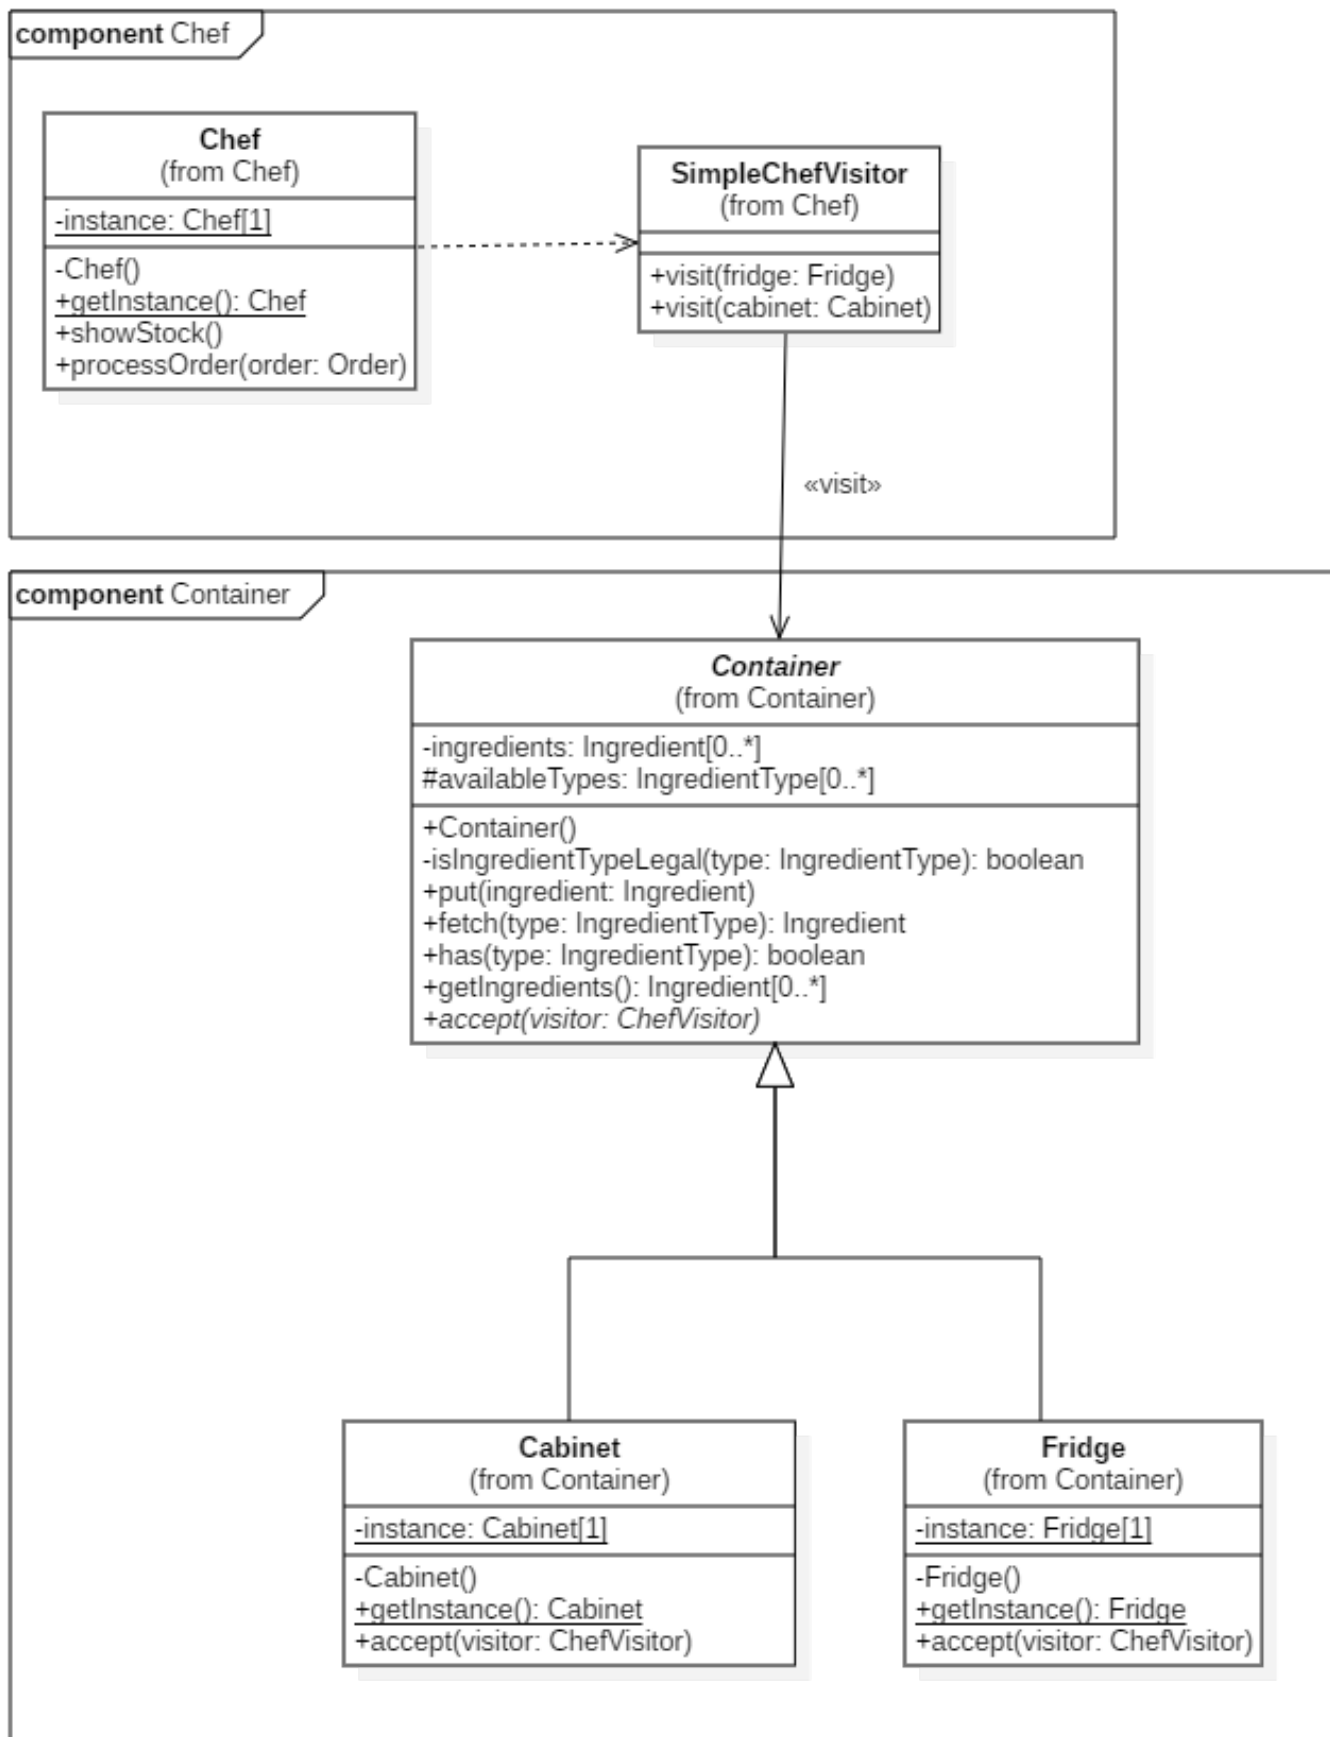 component Chef
Chef
(from Chef)
-instance: Chef[1]
-Chef()
+getInstance(): Chef
+showStock()
+processOrder(order: Order)
SimpleChefVisitor
(from Chef)
+visit(fridge: Fridge)
+visit(cabinet: Cabinet)
«visit»
component Container
Container
(from Container)
-ingredients: Ingredient[0..*]
#availableTypes: IngredientType[0..*]
+Container()
-isIngredientTypeLegal(type: IngredientType): boolean
+put(ingredient: Ingredient)
+fetch(type: IngredientType): Ingredient
+has(type: IngredientType): boolean
+getIngredients(): Ingredient[0..*]
+accept(visitor: ChefVisitor)
Cabinet
(from Container)
-instance: Cabinet[1]
-Cabinet()
+getInstance(): Cabinet
+accept(visitor: ChefVisitor)
Fridge
(from Container)
-instance: Fridge[1]
-Fridge()
+getInstance(): Fridge
+accept(visitor: ChefVisitor)